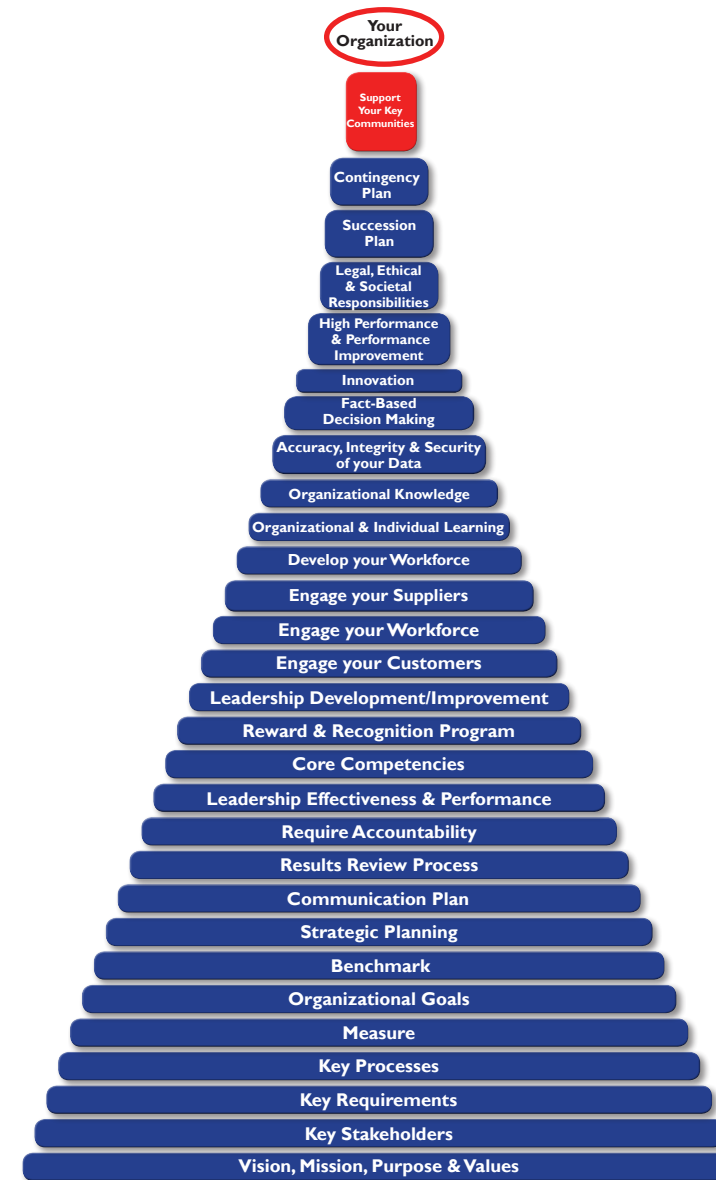 Your
Organization
Support
Your Key
Communities
Contingency
Plan
Succession
Plan
Legal, Ethical
& Societal
Responsibilities
High Performance
& Performance
Improvement
Innovation
Fact-Based
Decision Making
Accuracy, Integrity & Security
of your Data
Organizational Knowledge
Organizational & Individual Learning
Develop your Workforce
Engage your Suppliers
Engage your Workforce
Engage your Customers
Leadership Development/Improvement
Reward & Recognition Program
Core Competencies
Leadership Effectiveness & Performance
Require Accountability
Results Review Process
Communication Plan
Strategic Planning
Benchmark
Organizational Goals
Measure
Key Processes
Key Requirements
Key Stakeholders
Vision, Mission, Purpose & Values